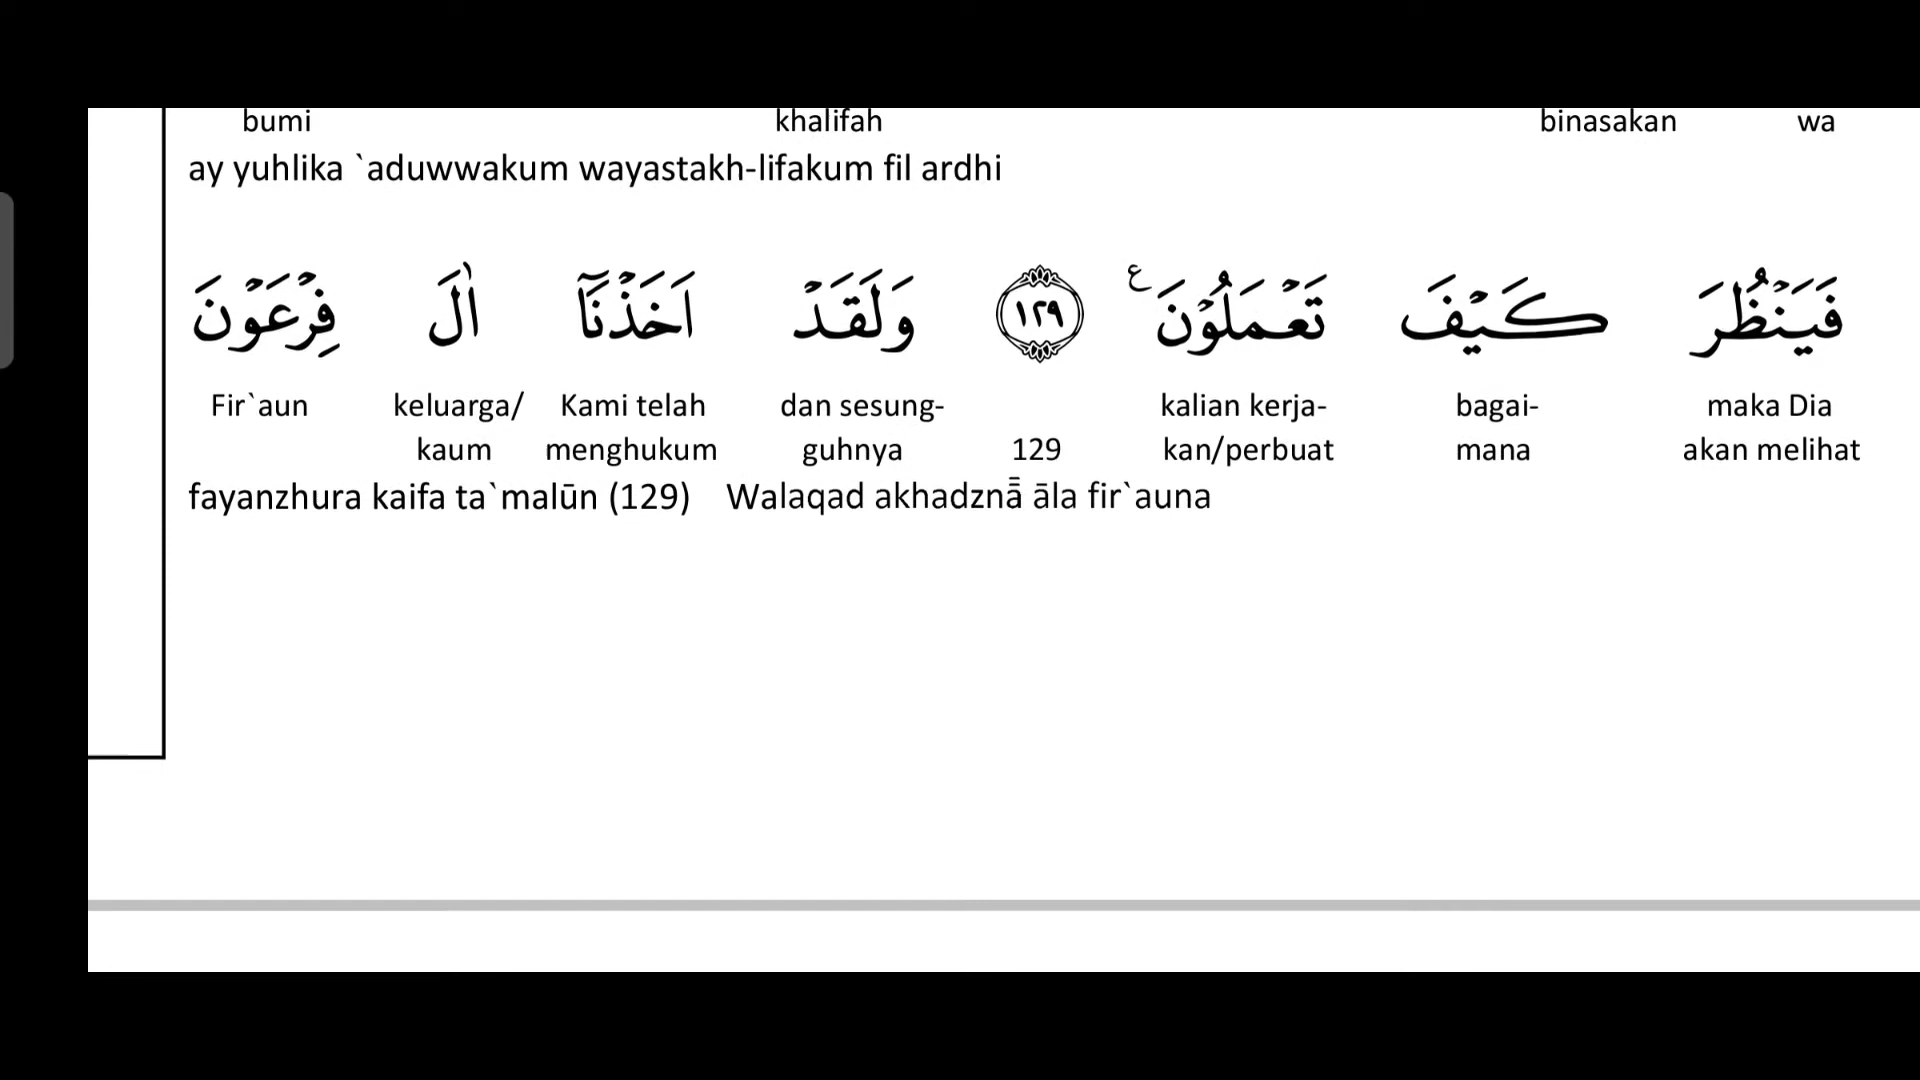 bumi khalifah binasakan wa
ay yuhlika `aduwwakum wayastakh-lifakum fil ardhi
فَيَنْظُرَ كَيْفَ تَعْمَلُوْنَ ࣖ ١٢٩ وَلَقَدْ اَخَذْنَآ اٰلَ فِرْعَوْنَ
Fir`aun keluarga/ Kami telah dan sesung- kalian kerja- bagai- maka Dia
kaum menghukum guhnya 129 kan/perbuat mana akan melihat
fayanzhura kaifa ta`malūn (129) Walaqad akhadznā̄̄ āla fir`auna